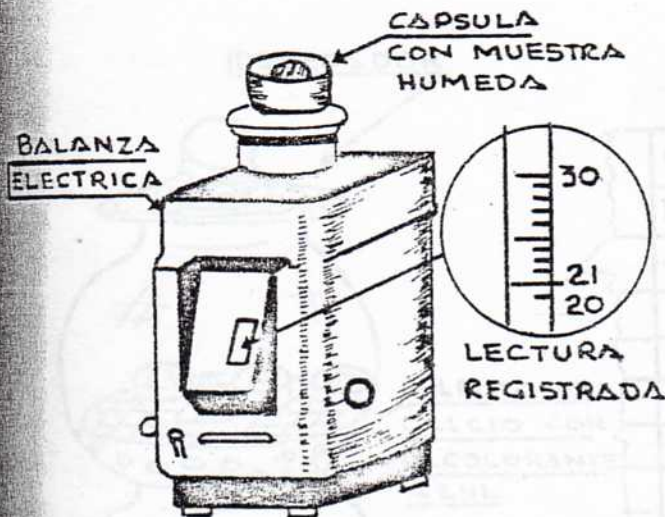 CAPSULA
CON MUESTRA
HUMEDA
BALANZA
ELECTRICA
30
21
20
LECTURA
REGISTRADA